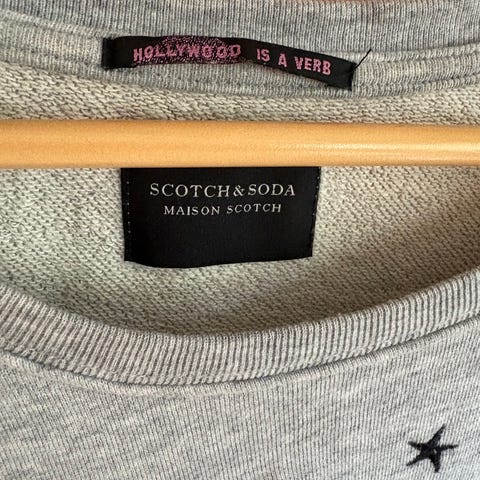 HOLLYWOOD IS A VERB
SCOTCH & SODA
MAISON SCOTCH